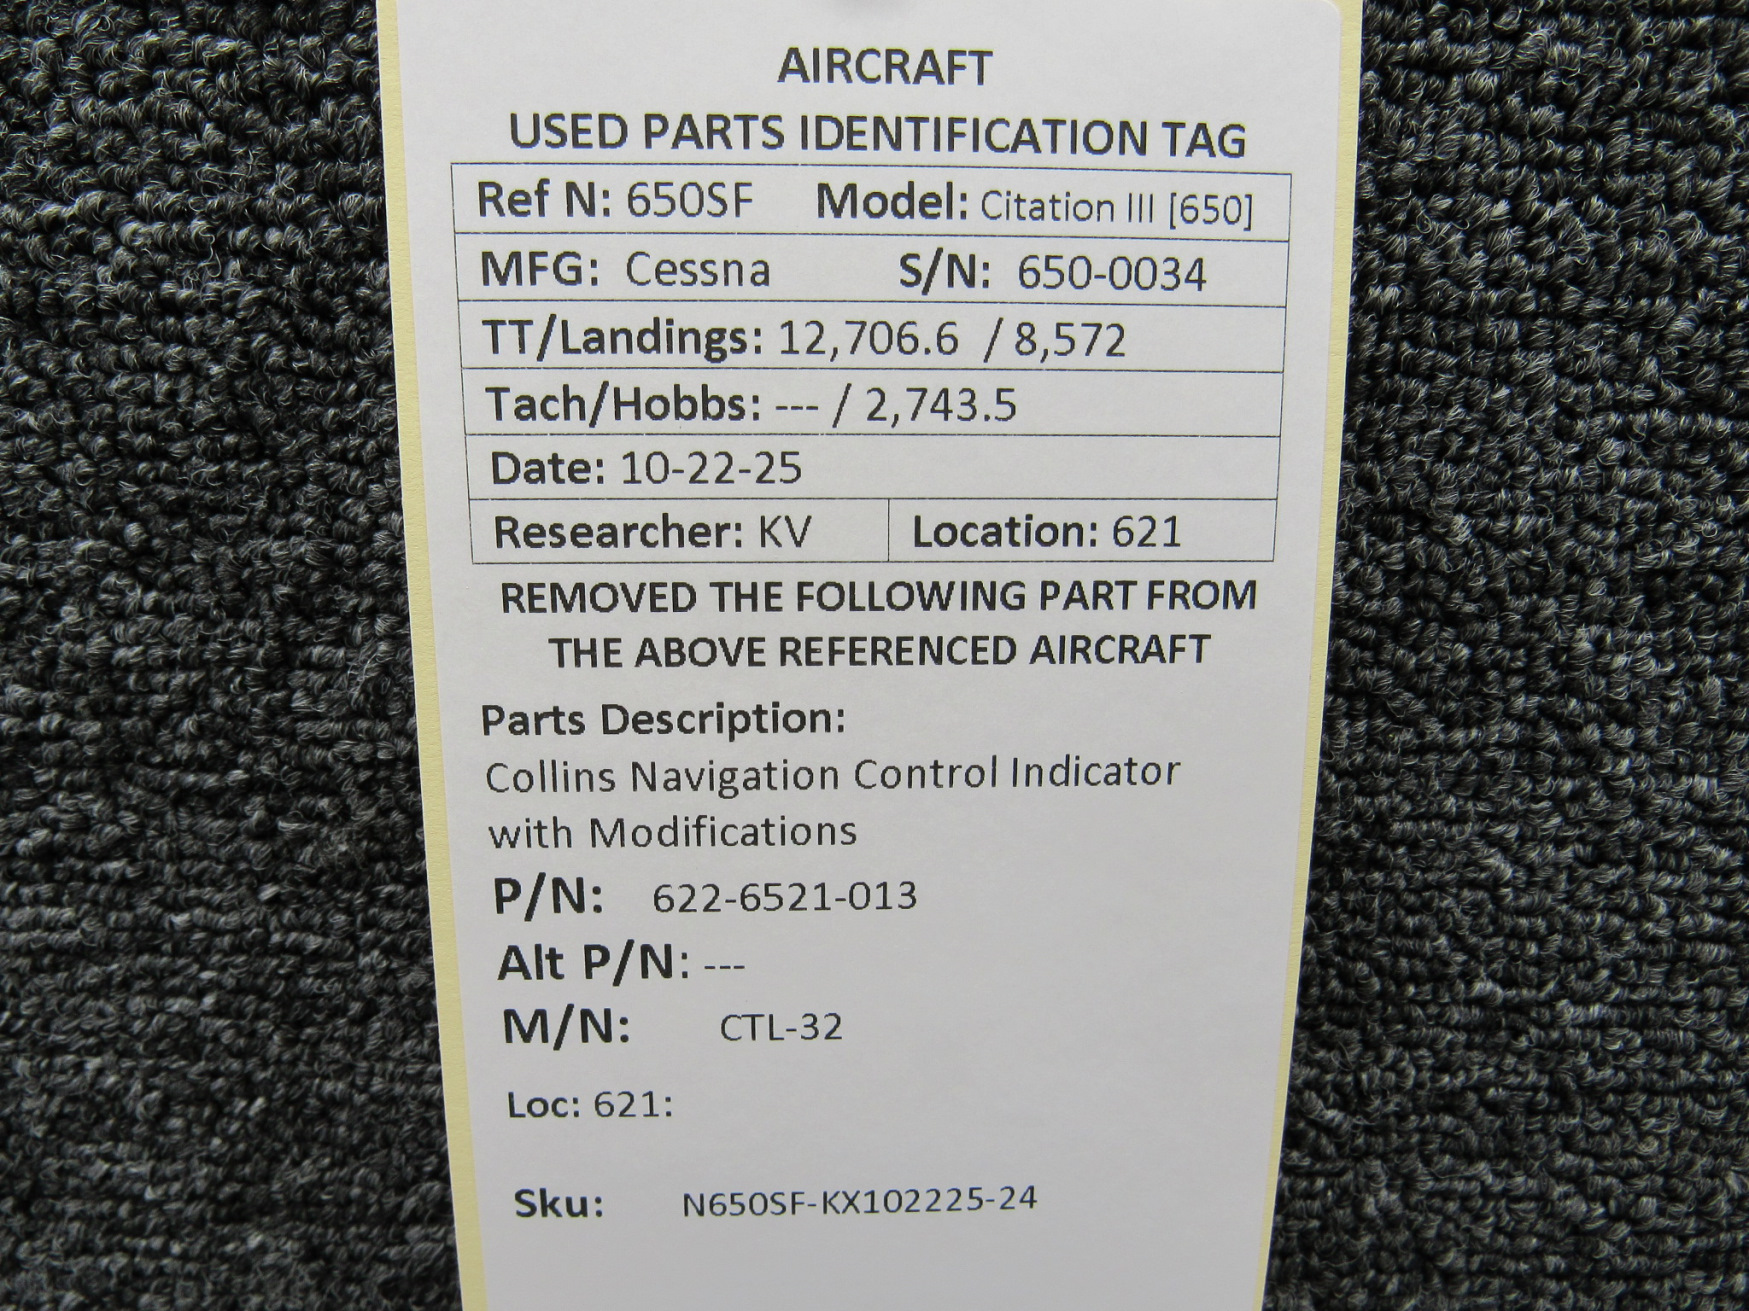 AIRCRAFT
USED PARTS IDENTIFICATION TAG
Ref N: 650SF Model: Citation III [650]
MFG: Cessna S/N: 650-0034
TT/Landings: 12,706.6 / 8,572
Tach/Hobbs: --- / 2,743.5
Date: 10-22-25
Researcher: KV Location: 621
REMOVED THE FOLLOWING PART FROM
THE ABOVE REFERENCED AIRCRAFT
Parts Description:
Collins Navigation Control Indicator
with Modifications
P/N: 622-6521-013
Alt P/N: ---
M/N: CTL-32
Loc: 621:
Sku: N650SF-KX102225-24